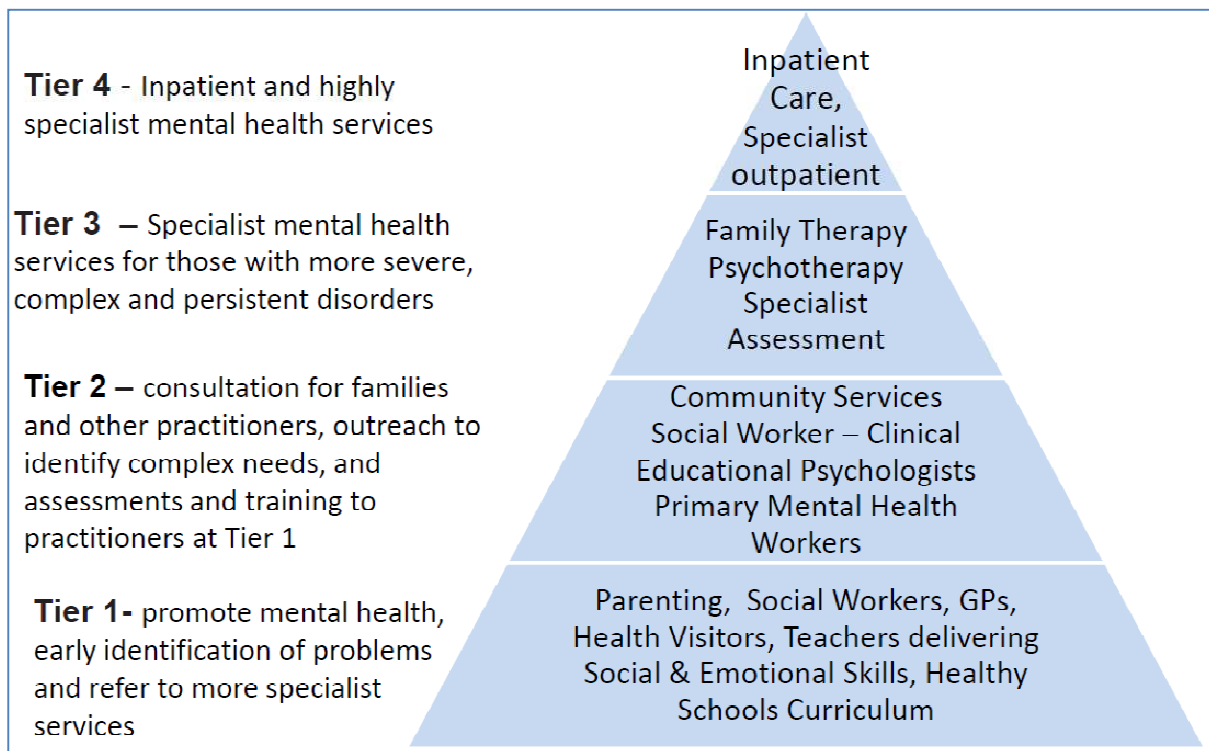 Tier 4 - Inpatient and highly
specialist mental health services
Inpatient
Care,
Specialist
outpatient
Tier 3 – Specialist mental health
services for those with more severe,
complex and persistent disorders
Family Therapy
Psychotherapy
Specialist
Assessment
Tier 2 – consultation for families
and other practitioners, outreach to
identify complex needs, and
assessments and training to
practitioners at Tier 1
Community Services
Social Worker – Clinical
Educational Psychologists
Primary Mental Health
Workers
Tier 1- promote mental health,
early identification of problems
and refer to more specialist
services
Parenting, Social Workers, GPs,
Health Visitors, Teachers delivering
Social & Emotional Skills, Healthy
Schools Curriculum